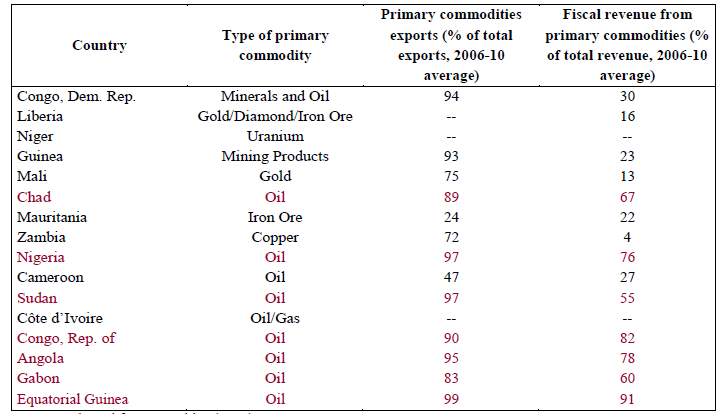 Country Type of primary commodity Primary commodities exports (% of total exports, 2006-10 average) Fiscal revenue from primary commodities (% of total revenue, 2006-10 average)
Congo, Dem. Rep. Minerals and Oil 94 30
Liberia Gold/Diamond/Iron Ore -- 16
Niger Uranium -- --
Guinea Mining Products 93 23
Mali Gold 75 13
Chad Oil 89 67
Mauritania Iron Ore 24 22
Zambia Copper 72 4
Nigeria Oil 97 76
Cameroon Oil 47 27
Sudan Oil 97 55
Côte d’Ivoire Oil/Gas -- --
Congo, Rep. of Oil 90 82
Angola Oil 95 78
Gabon Oil 83 60
Equatorial Guinea Oil 99 91